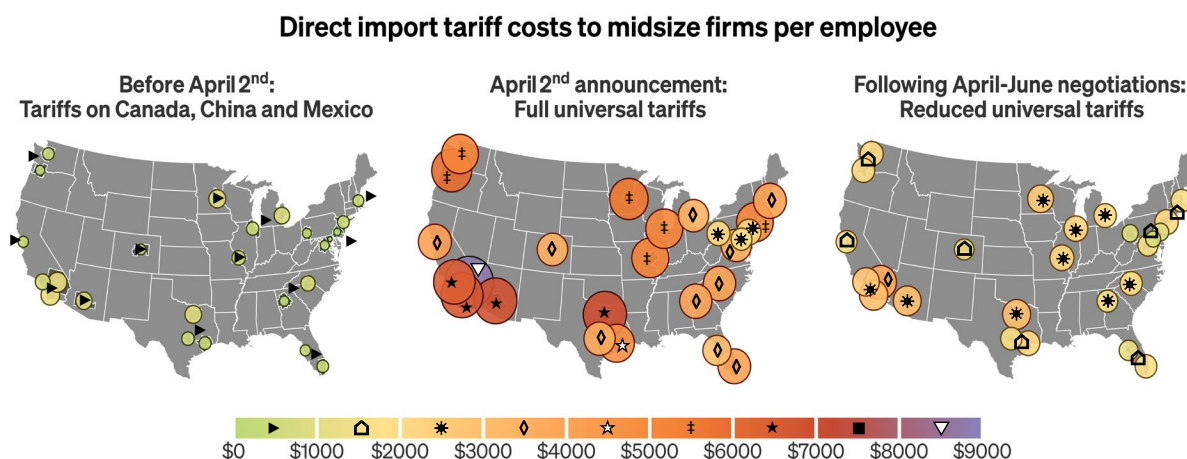 Direct import tariff costs to midsize firms per employee
Before April 2nd:
Tariffs on Canada, China and Mexico
April 2nd announcement:
Full universal tariffs
Following April-June negotiations:
Reduced universal tariffs
$0 $1000 $2000 $3000 $4000 $5000 $6000 $7000 $8000 $9000